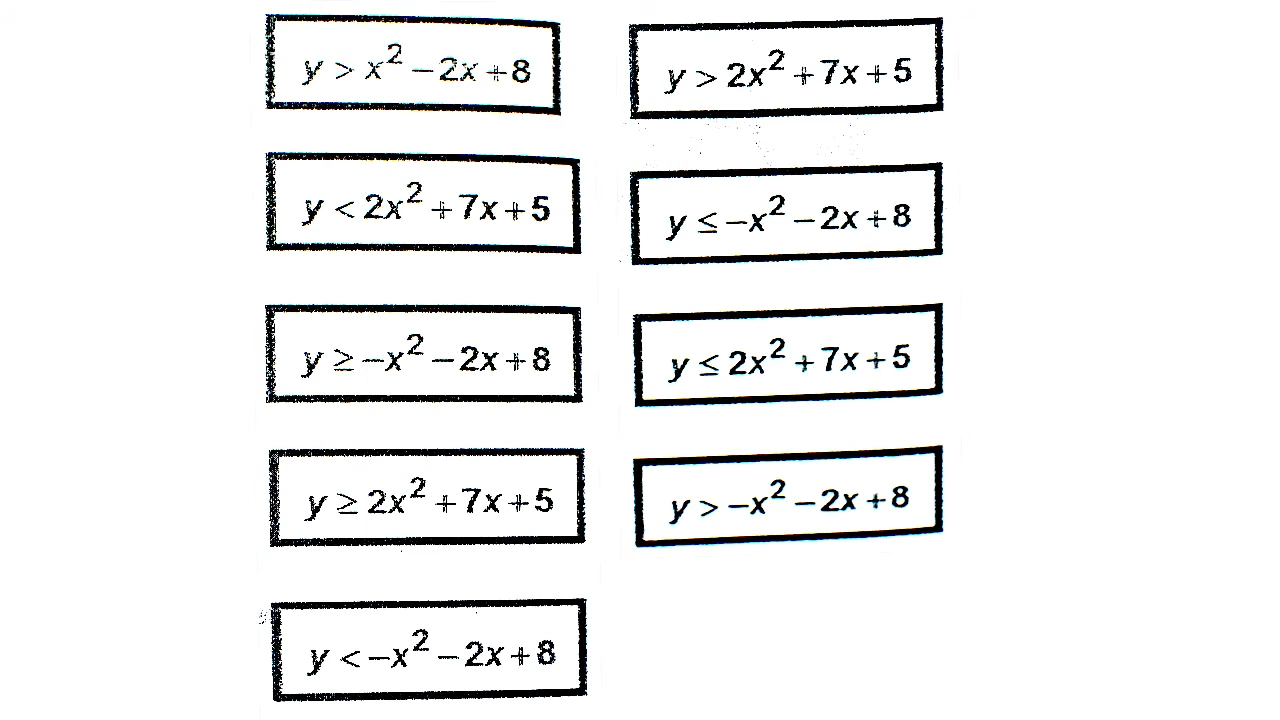 y > x² − 2x + 8
y < 2x² + 7x + 5
y ≥ −x² − 2x + 8
y ≥ 2x² + 7x + 5
y < −x² − 2x + 8
y > 2x² + 7x + 5
y ≤ −x² − 2x + 8
y ≤ 2x² + 7x + 5
y > −x² − 2x + 8